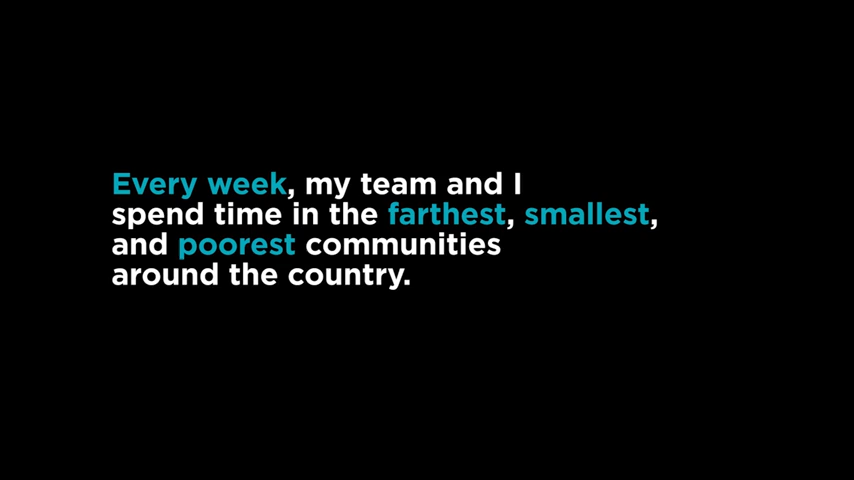 Every week, my team and I
spend time in the farthest, smallest,
and poorest communities
around the country.